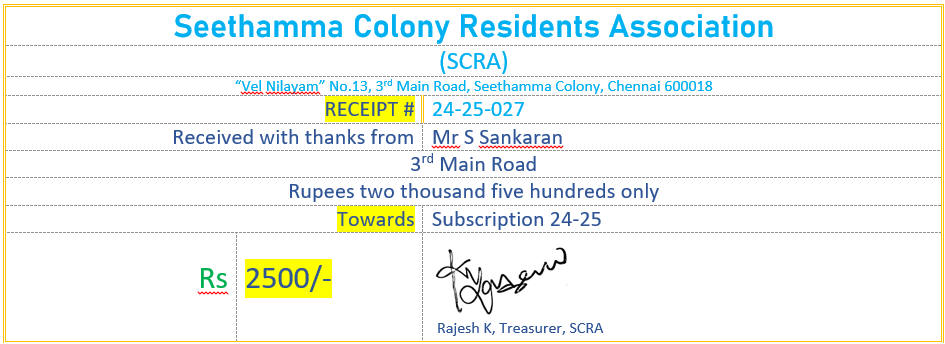 Seethamma Colony Residents Association
(SCRA)
“Vel Nilayam” No.13, 3rd Main Road, Seethamma Colony, Chennai 600018
RECEIPT # 24-25-027
Received with thanks from Mr S Sankaran
3rd Main Road
Rupees two thousand five hundreds only
Towards Subscription 24-25
Rs 2500/-
Rajesh K, Treasurer, SCRA